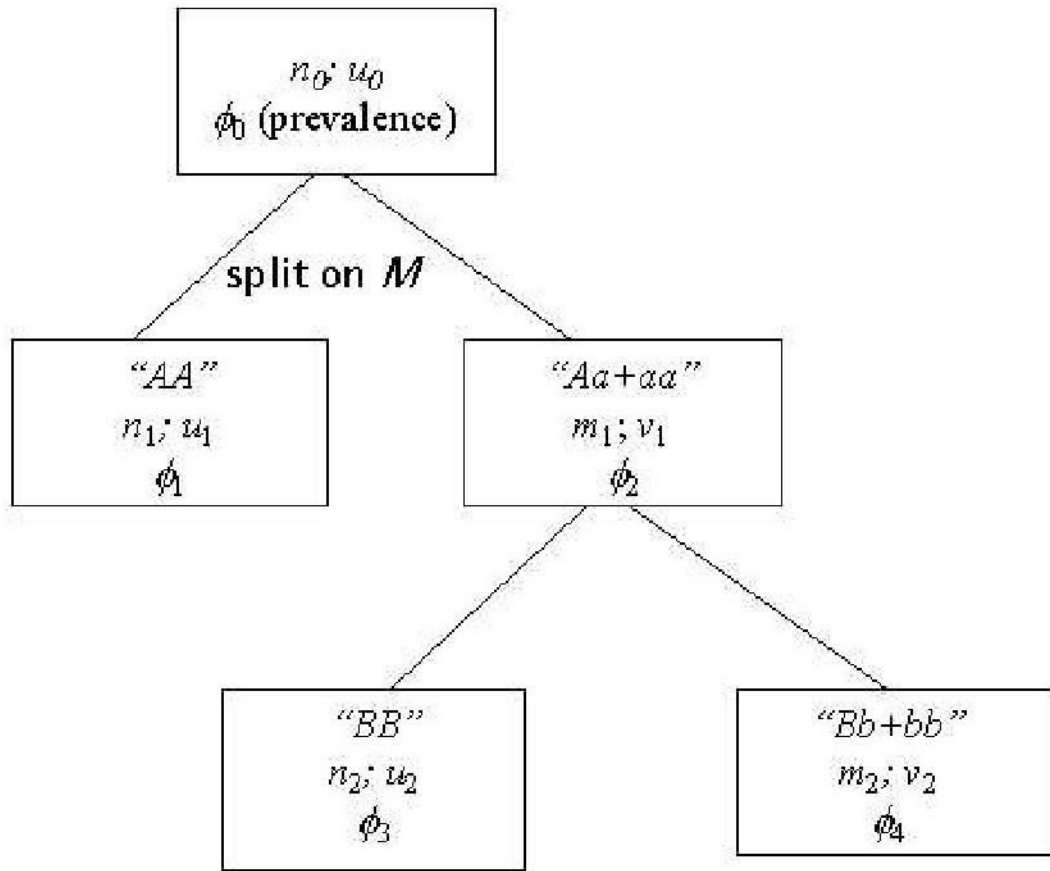 n₀; u₀
ϕ₀ (prevalence)
split on M
“AA”
n₁; u₁
ϕ₁
“Aa+aa”
m₁; v₁
ϕ₂
“BB”
n₂; u₂
ϕ₃
“Bb+bb”
m₂; v₂
ϕ₄